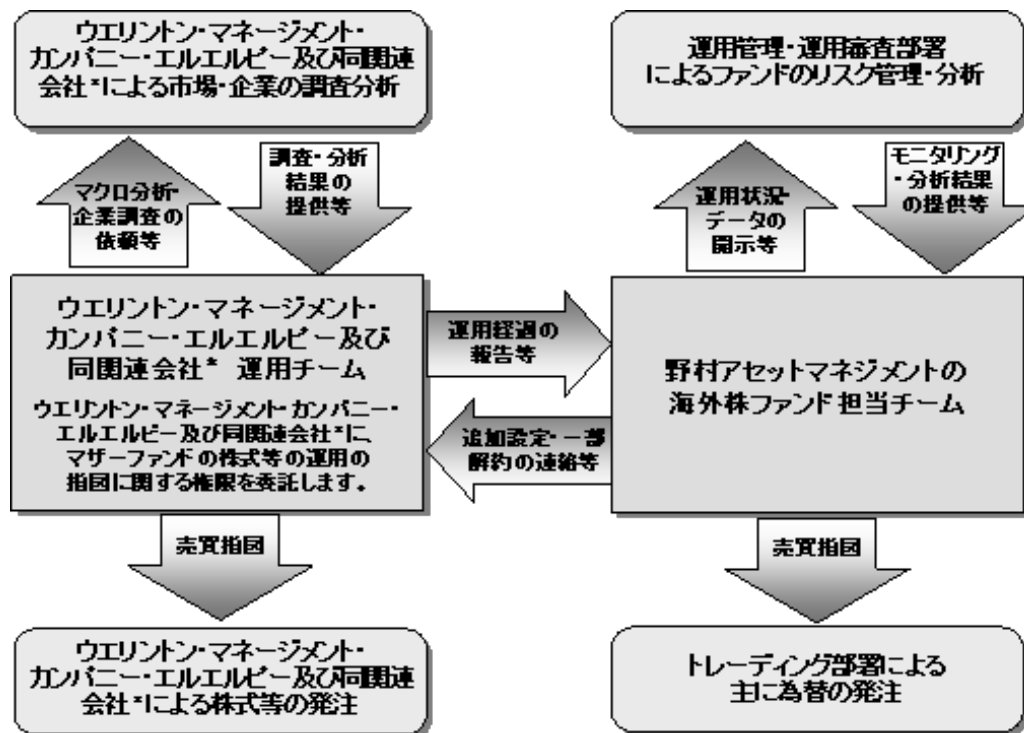 ウエリントン・マネージメント・
カンパニー・エルエルピー及び同関連
会社*による市場・企業の調査分析
運用管理・運用審査部署
によるファンドのリスク管理・分析
マクロ分析・
企業調査の
依頼等
調査・分析
結果の
提供等
運用状況・
データの
開示等
モニタリング
・分析結果
の提供等
ウエリントン・マネージメント・
カンパニー・エルエルピー及び
同関連会社* 運用チーム
ウエリントン・マネージメント・カンパニー・
エルエルピー及び同関連会社*に、
マザーファンドの株式等の運用の
指図に関する権限を委託します。
運用経過の
報告等
追加設定・一部
解約の連絡等
野村アセットマネジメントの
海外株ファンド担当チーム
売買指図
売買指図
ウエリントン・マネージメント・
カンパニー・エルエルピー及び同関連
会社*による株式等の発注
トレーディング部署による
主に為替の発注